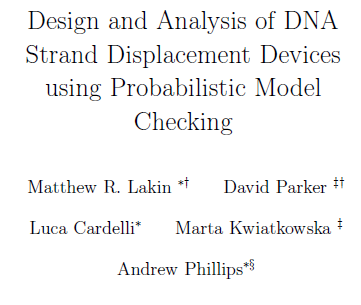 Design and Analysis of DNA
Strand Displacement Devices
using Probabilistic Model
Checking
Matthew R. Lakin *† David Parker ‡†
Luca Cardelli* Marta Kwiatkowska ‡
Andrew Phillips*§